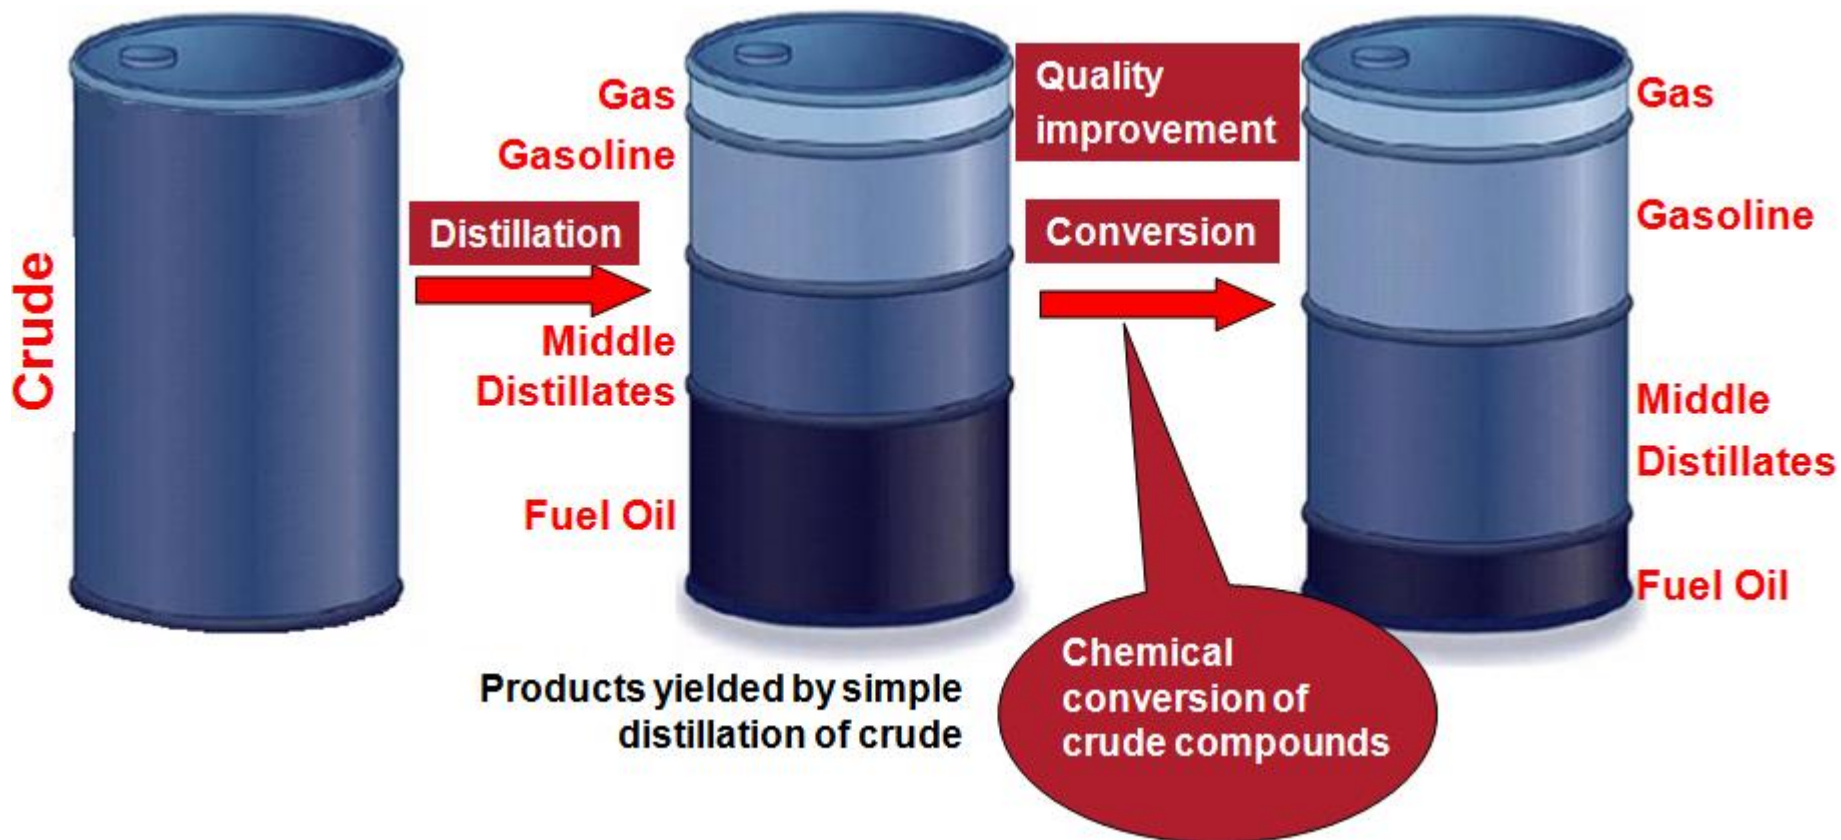 Crude
Distillation
Gas
Gasoline
Middle
Distillates
Fuel Oil
Products yielded by simple
distillation of crude
Quality
improvement
Conversion
Chemical
conversion of
crude compounds
Gas
Gasoline
Middle
Distillates
Fuel Oil